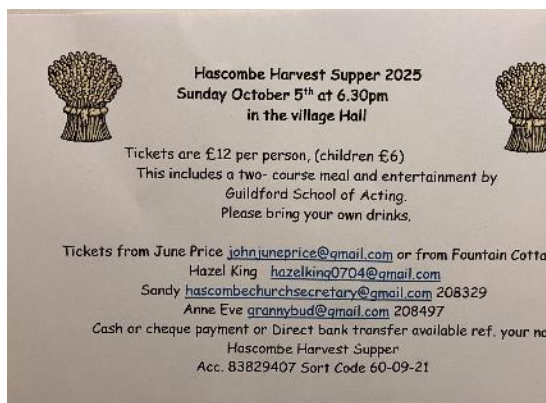 Hascombe Harvest Supper 2025
Sunday October 5th at 6.30pm
in the village Hall
Tickets are £12 per person, (children £6)
This includes a two- course meal and entertainment by
Guildford School of Acting.
Please bring your own drinks.
Tickets from June Price johnjuneprice@gmail.com or from Fountain
Hazel King hazelking0704@gmail.com
Sandy hascombechurchsecretary@gmail.com 208329
Anne Eve grannybud@gmail.com 208497
Cash or cheque payment or Direct bank transfer available ref. your
Hascombe Harvest Supper
Acc. 83829407 Sort Code 60-09-21